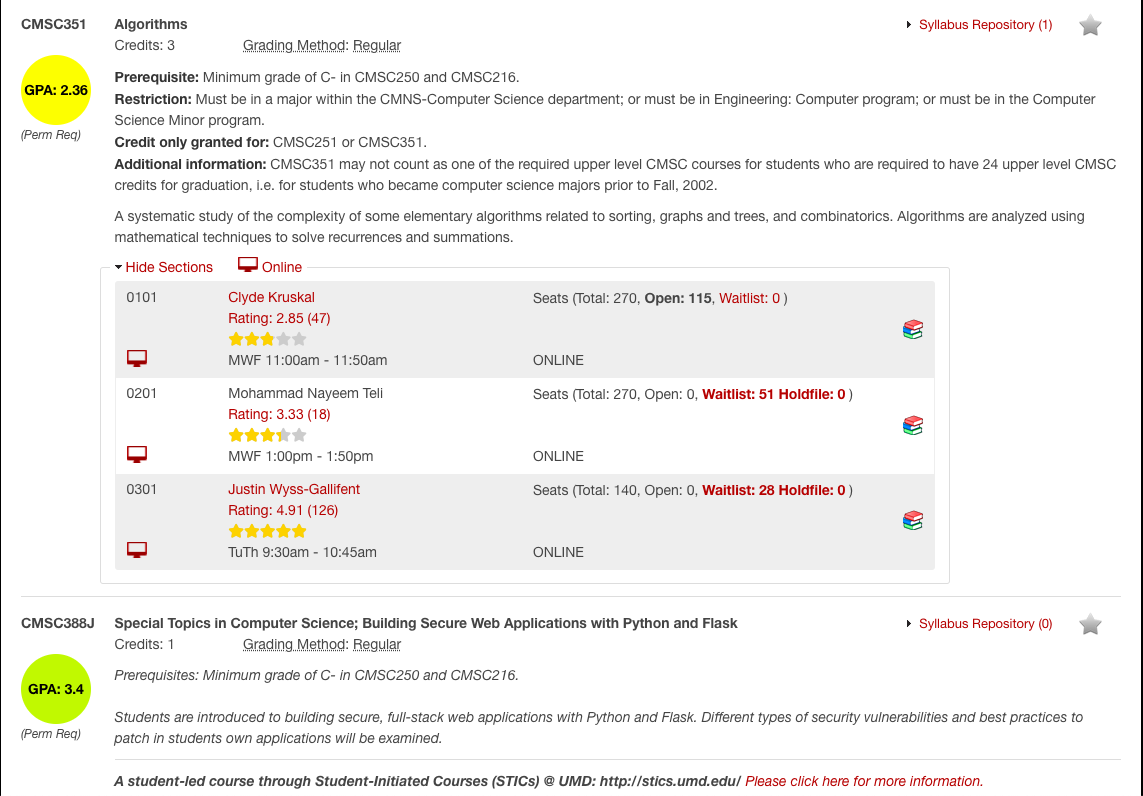 CMSC351 Algorithms Syllabus Repository (1)
Credits: 3 Grading Method: Regular
GPA: 2.36
(Perm Req)
Prerequisite: Minimum grade of C- in CMSC250 and CMSC216.
Restriction: Must be in a major within the CMNS-Computer Science department; or must be in Engineering: Computer program; or must be in the Computer
Science Minor program.
Credit only granted for: CMSC251 or CMSC351.
Additional information: CMSC351 may not count as one of the required upper level CMSC courses for students who are required to have 24 upper level CMSC
credits for graduation, i.e. for students who became computer science majors prior to Fall, 2002.
A systematic study of the complexity of some elementary algorithms related to sorting, graphs and trees, and combinatorics. Algorithms are analyzed using
mathematical techniques to solve recurrences and summations.
Hide Sections Online
0101 Clyde Kruskal Seats (Total: 270, Open: 115, Waitlist: 0 )
Rating: 2.85 (47)
MWF 11:00am - 11:50am ONLINE
0201 Mohammad Nayeem Teli Seats (Total: 270, Open: 0, Waitlist: 51 Holdfile: 0 )
Rating: 3.33 (18)
MWF 1:00pm - 1:50pm ONLINE
0301 Justin Wyss-Gallifent Seats (Total: 140, Open: 0, Waitlist: 28 Holdfile: 0 )
Rating: 4.91 (126)
TuTh 9:30am - 10:45am ONLINE
CMSC388J Special Topics in Computer Science; Building Secure Web Applications with Python and Flask Syllabus Repository (0)
Credits: 1 Grading Method: Regular
GPA: 3.4
(Perm Req)
Prerequisites: Minimum grade of C- in CMSC250 and CMSC216.
Students are introduced to building secure, full-stack web applications with Python and Flask. Different types of security vulnerabilities and best practices to
patch in students own applications will be examined.
A student-led course through Student-Initiated Courses (STICs) @ UMD: http://stics.umd.edu/ Please click here for more information.